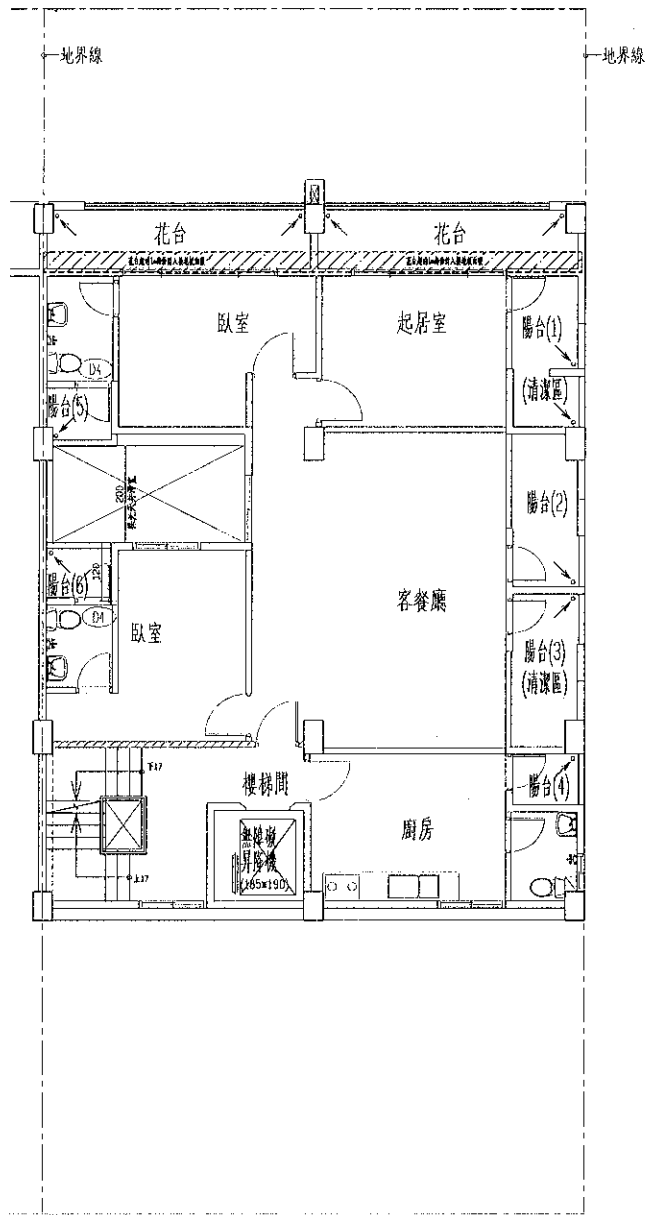 地界線
地界線
花台
花台
臥室
起居室
陽台(1)
(清潔區)
D4
陽台(5)
200
陽台(2)
陽台(6)
120
客餐廳
D4
臥室
陽台(3)
(清潔區)
下17
樓梯間
陽台(4)
無障礙
昇降機
(185×190)
廚房
上17